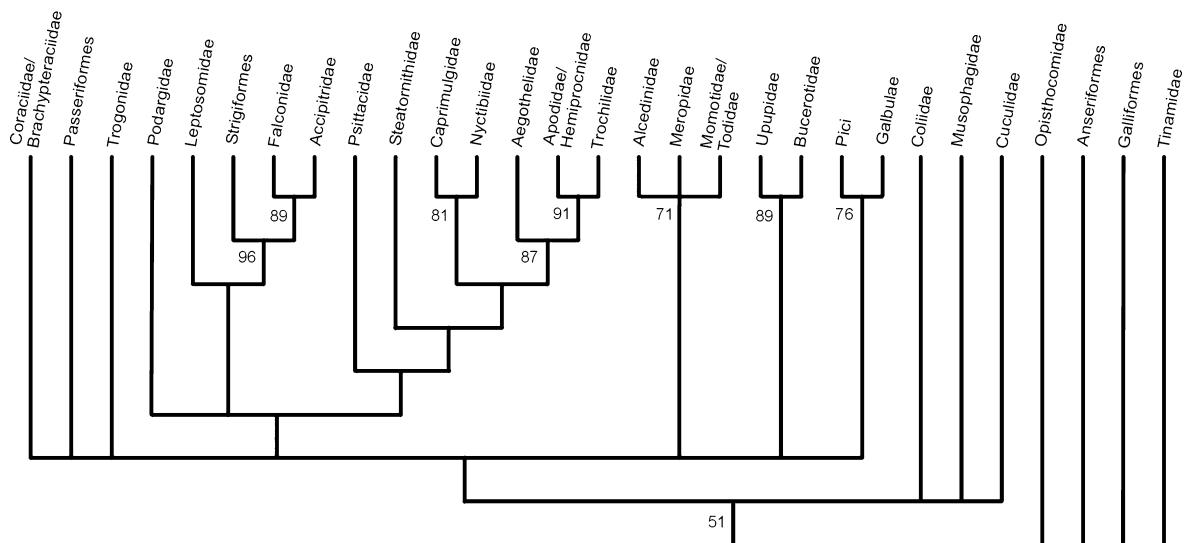 Coraciidae/
Brachypteraciidae
Passeriformes
Trogonidae
Podargidae
Leptosomidae
Strigiformes
Falconidae
Accipitridae
Psittacidae
Steatornithidae
Caprimulgidae
Nyctibiidae
Aegothelidae
Apodidae/
Hemiprocnidae
Trochilidae
Alcedinidae
Meropidae
Momotidae/
Todidae
Upupidae
Bucerotidae
Pici
Galbulae
Coliidae
Musophagidae
Cuculidae
Opisthocomidae
Anseriformes
Galliformes
Tinamidae
89
81
91
71
89
76
96
87
51